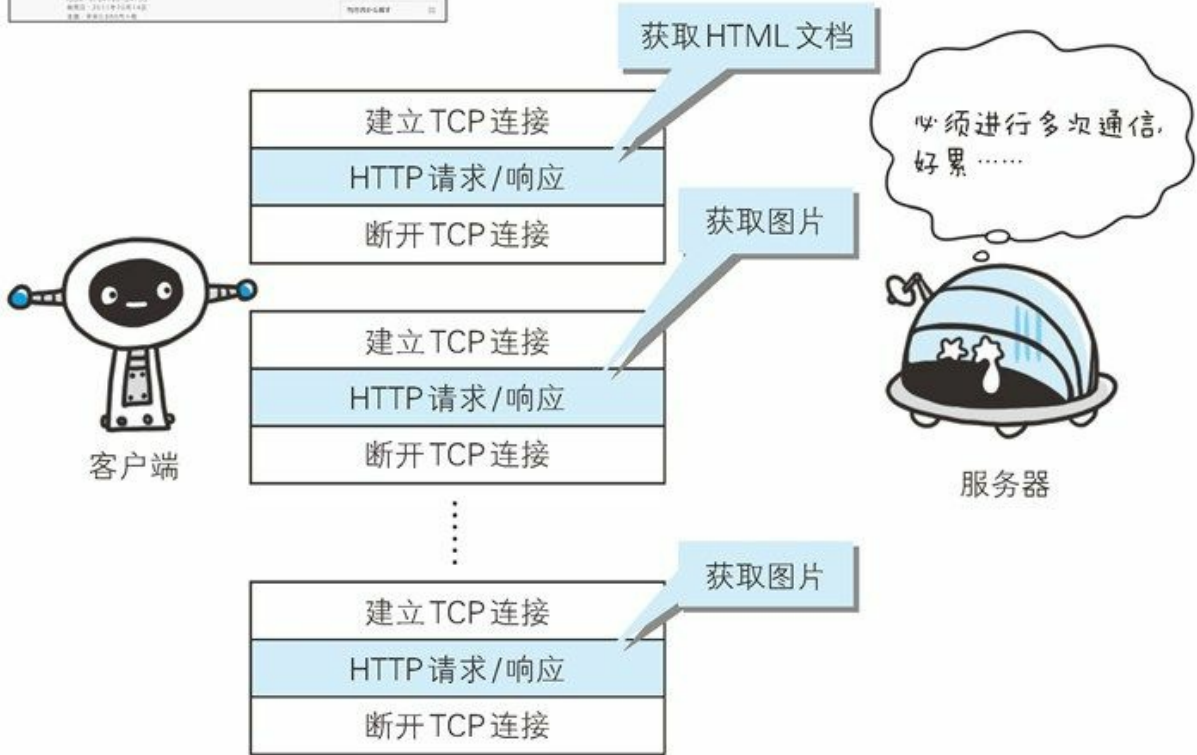 获取HTML文档
建立TCP连接
HTTP请求/响应
断开TCP连接
必须进行多次通信,
好累……
获取图片
建立TCP连接
HTTP请求/响应
断开TCP连接
客户端
服务器
获取图片
建立TCP连接
HTTP请求/响应
断开TCP连接